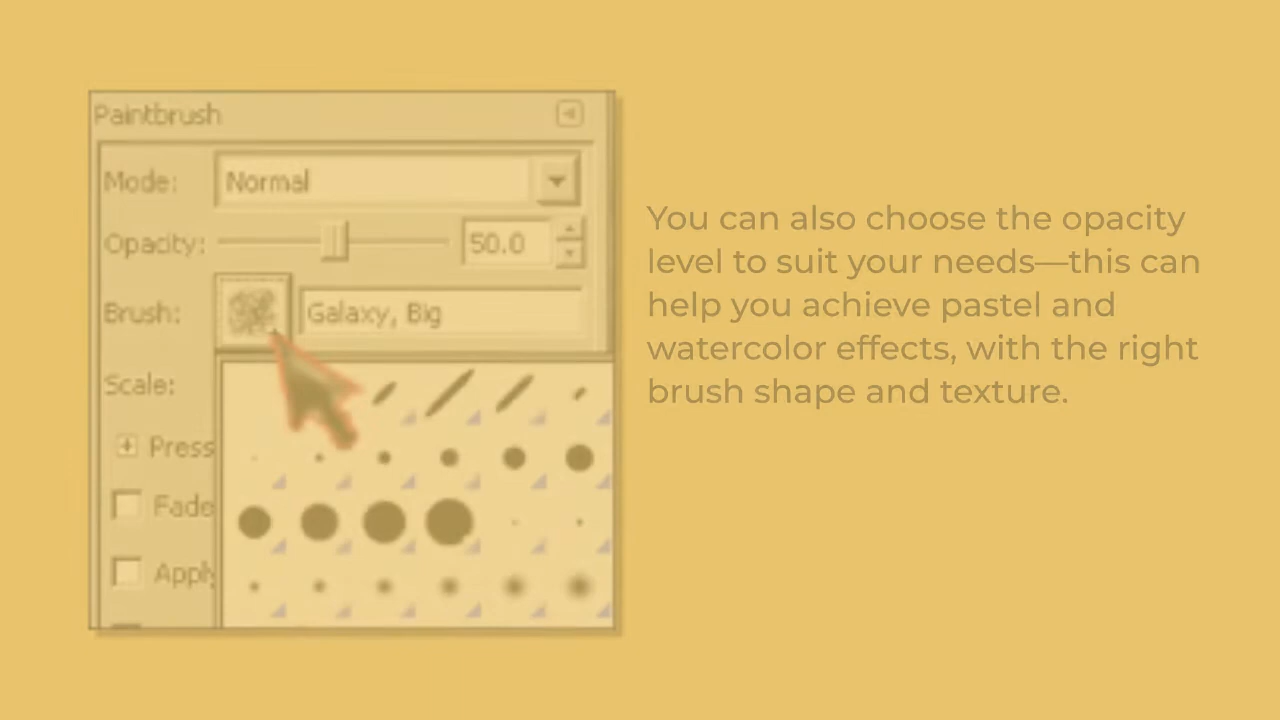 Paintbrush
Mode: Normal
Opacity: 50.0
Brush: Galaxy, Big
Scale:
Press
Fade
Apply
You can also choose the opacity
level to suit your needs—this can
help you achieve pastel and
watercolor effects, with the right
brush shape and texture.